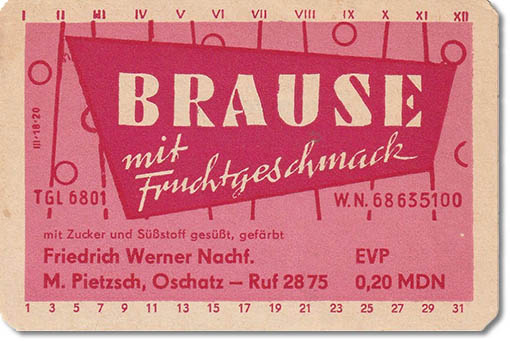 I II III IV V VI VII VIII IX X XI XII
BRAUSE
mit
Fruchtgeschmack
III-18-20
TGL 6801
W.N. 68635100
mit Zucker und Süßstoff gesüßt, gefärbt
Friedrich Werner Nachf. EVP
M. Pietzsch, Oschatz – Ruf 28 75 0,20 MDN
1 3 5 7 9 11 13 15 17 19 21 23 25 27 29 31